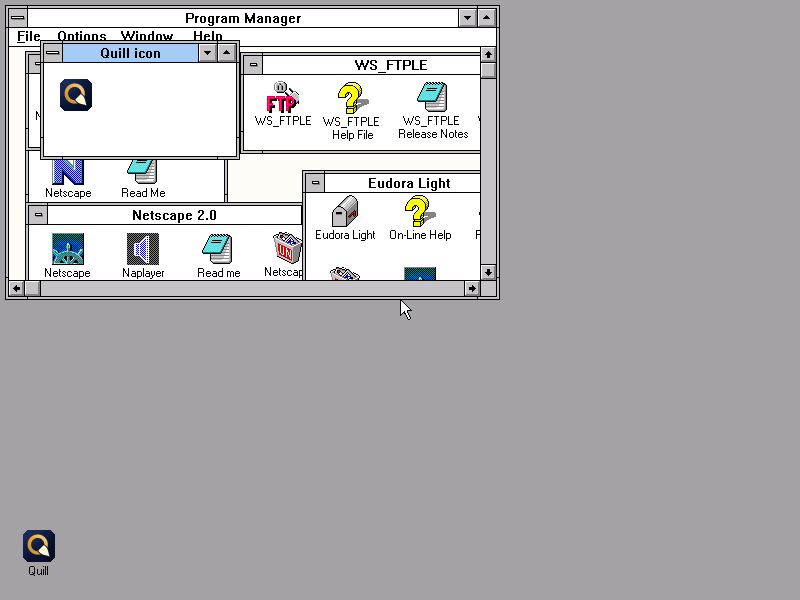 Program Manager
File Options Window Help
Quill icon
WS_FTPLE
FTP
WS_FTPLE
WS_FTPLE
Help File
WS_FTPLE
Release Notes
N
Netscape
Read Me
Eudora Light
Eudora Light
On-Line Help
Netscape 2.0
Netscape
Naplayer
Read me
UN
Netscap
Quill